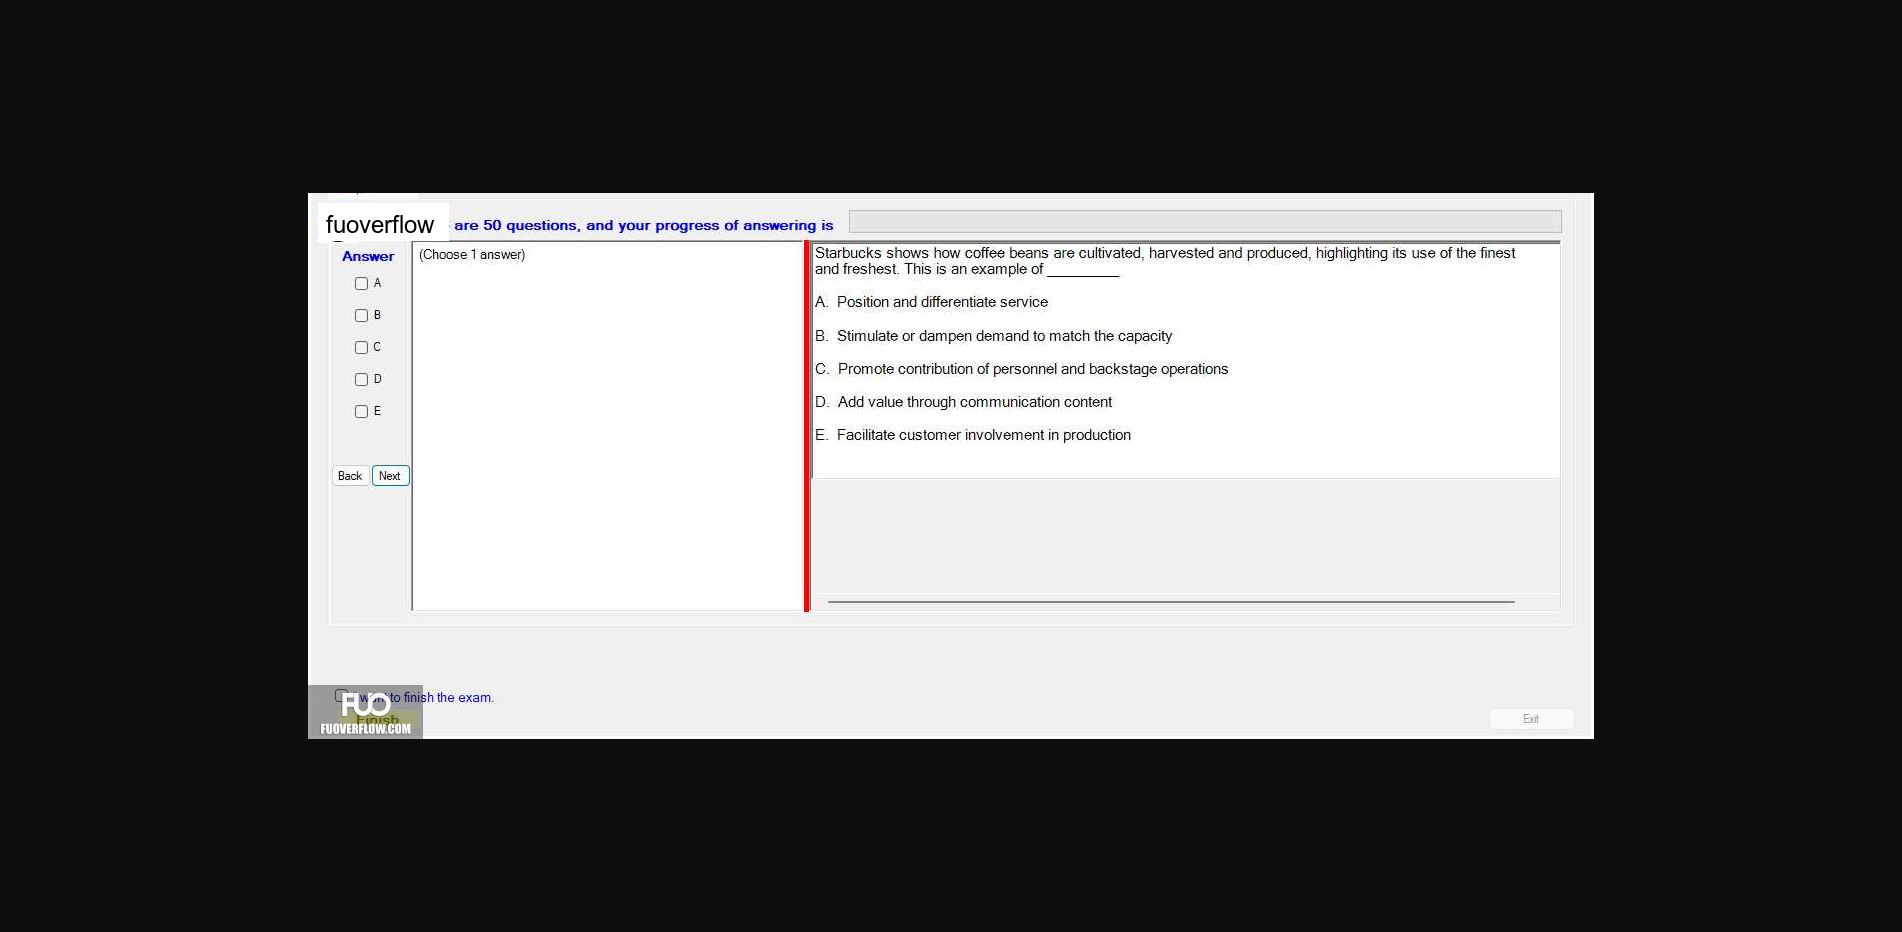 fuoverflow are 50 questions, and your progress of answering is
Answer
A
B
C
D
E
Back Next
(Choose 1 answer)
Starbucks shows how coffee beans are cultivated, harvested and produced, highlighting its use of the finest
and freshest. This is an example of _________
A. Position and differentiate service
B. Stimulate or dampen demand to match the capacity
C. Promote contribution of personnel and backstage operations
D. Add value through communication content
E. Facilitate customer involvement in production
want to finish the exam.
Finish
FUO
FUOVERFLOW.COM
Exit